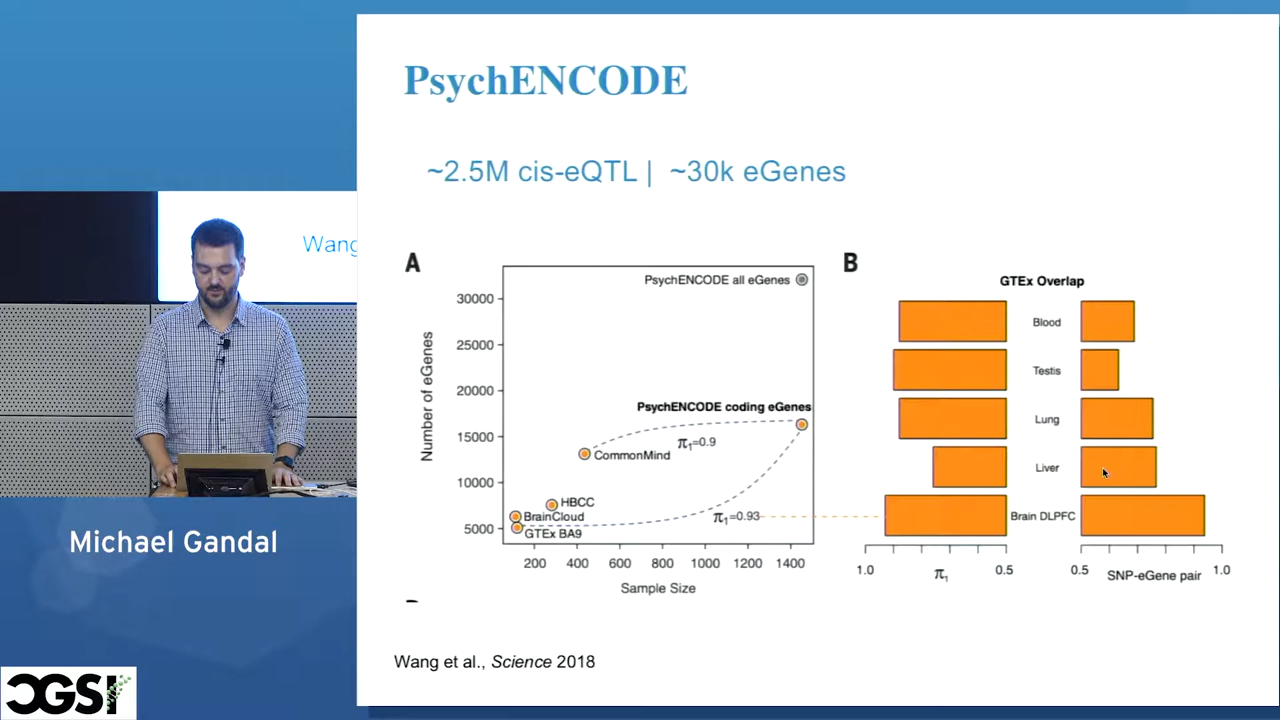 PsychENCODE
~2.5M cis-eQTL | ~30k eGenes
Wang
A
PsychENCODE all eGenes
30000
25000
20000
15000
10000
5000
Number of eGenes
PsychENCODE coding eGenes
π1=0.9
CommonMind
HBCC
BrainCloud
GTEx BA9
π1=0.93
200 400 600 800 1000 1200 1400
Sample Size
B
GTEx Overlap
Blood
Testis
Lung
Liver
Brain DLPFC
1.0 π1 0.5
0.5 SNP-eGene pair 1.0
Michael Gandal
Wang et al., Science 2018
CGSI